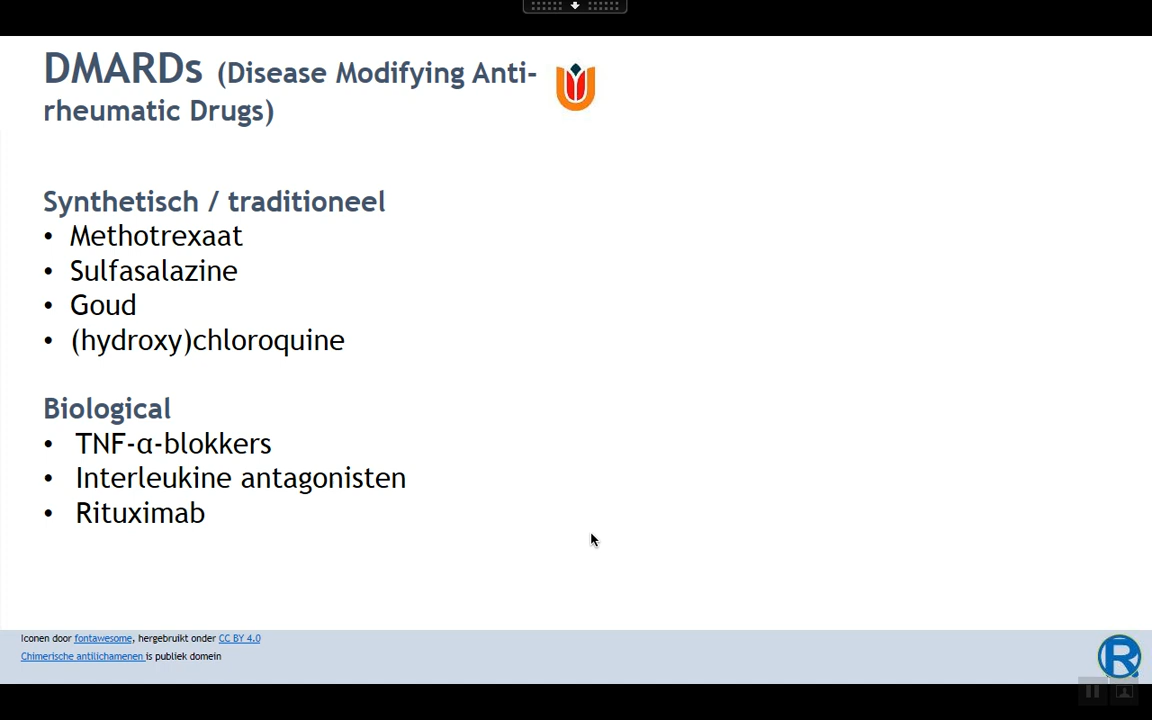 DMARDs (Disease Modifying Anti-
rheumatic Drugs)
Synthetisch / traditioneel
• Methotrexaat
• Sulfasalazine
• Goud
• (hydroxy)chloroquine
Biological
• TNF-α-blokkers
• Interleukine antagonisten
• Rituximab
Iconen door fontawesome, hergebruikt onder CC BY 4.0
Chimerische antilichamenen is publiek domein
R